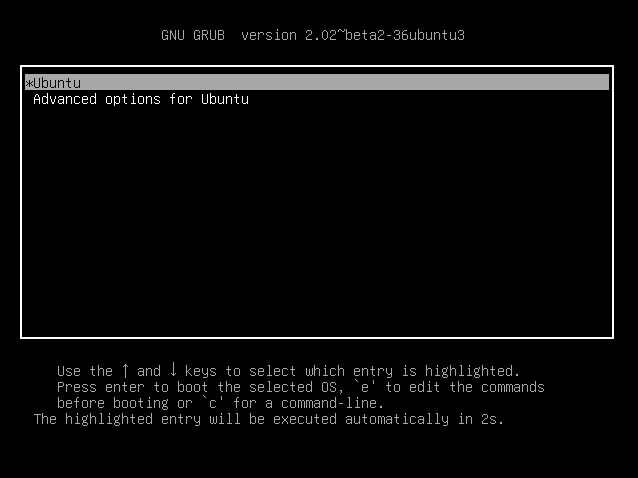 GNU GRUB  version 2.02~beta2-36ubuntu3
*Ubuntu
Advanced options for Ubuntu
Use the ↑ and ↓ keys to select which entry is highlighted.
Press enter to boot the selected OS, `e' to edit the commands
before booting or `c' for a command-line.
The highlighted entry will be executed automatically in 2s.